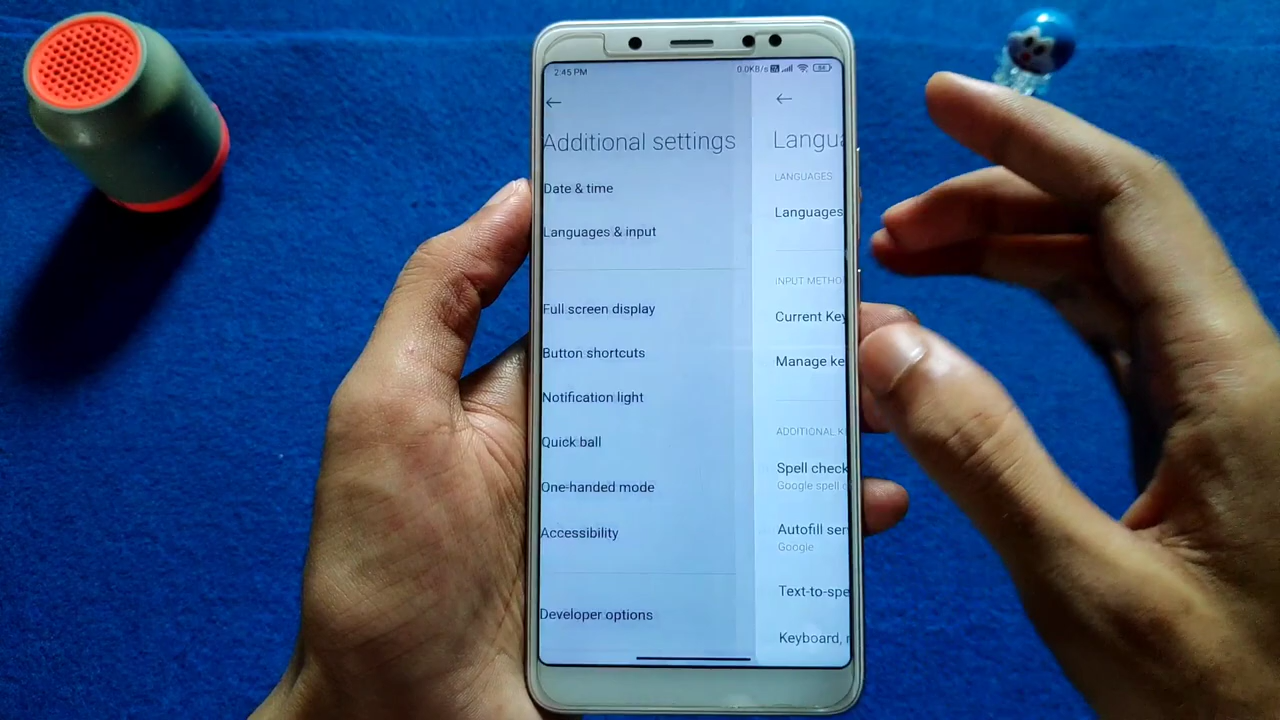 2:45 PM
0.0KB/s
84
Additional settings
Date & time
Languages & input
Full screen display
Button shortcuts
Notification light
Quick ball
One-handed mode
Accessibility
Developer options
Langua
LANGUAGES
Languages
INPUT METHO
Current Key
Manage ke
ADDITIONAL K
Spell check
Google spell
Autofill ser
Google
Text-to-spe
Keyboard,